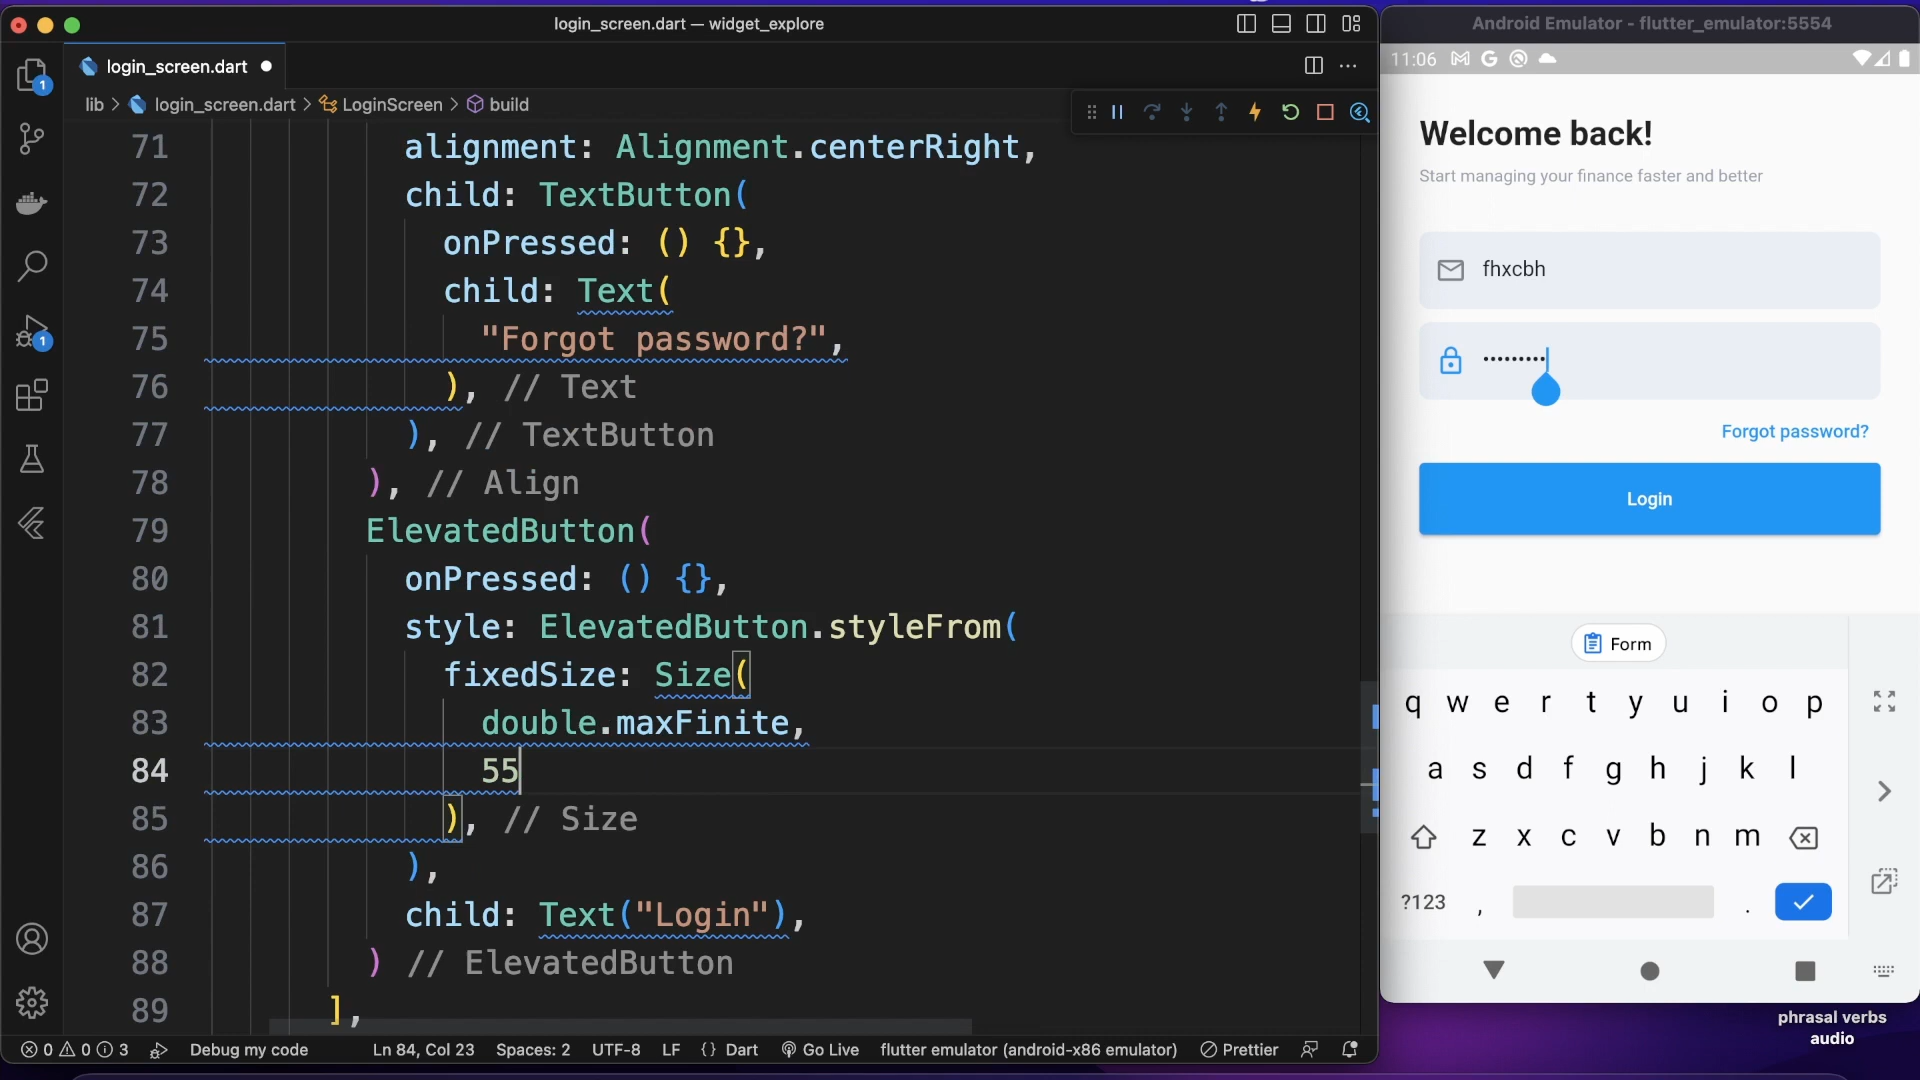 login_screen.dart — widget_explore
login_screen.dart
lib > login_screen.dart > LoginScreen > build
71 alignment: Alignment.centerRight,
72 child: TextButton(
73 onPressed: () {},
74 child: Text(
75 "Forgot password?",
76 ), // Text
77 ), // TextButton
78 ), // Align
79 ElevatedButton(
80 onPressed: () {},
81 style: ElevatedButton.styleFrom(
82 fixedSize: Size(
83 double.maxFinite,
84 55
85 ), // Size
86 ),
87 child: Text("Login"),
88 ) // ElevatedButton
89 ],
1
1
0 0 3 Debug my code Ln 84, Col 23 Spaces: 2 UTF-8 LF {} Dart Go Live flutter emulator (android-x86 emulator) Prettier
Android Emulator - flutter_emulator:5554
11:06
Welcome back!
Start managing your finance faster and better
fhxcbh
•••••••••
Forgot password?
Login
Form
q w e r t y u i o p
a s d f g h j k l
z x c v b n m
?123 , .
phrasal verbs
audio